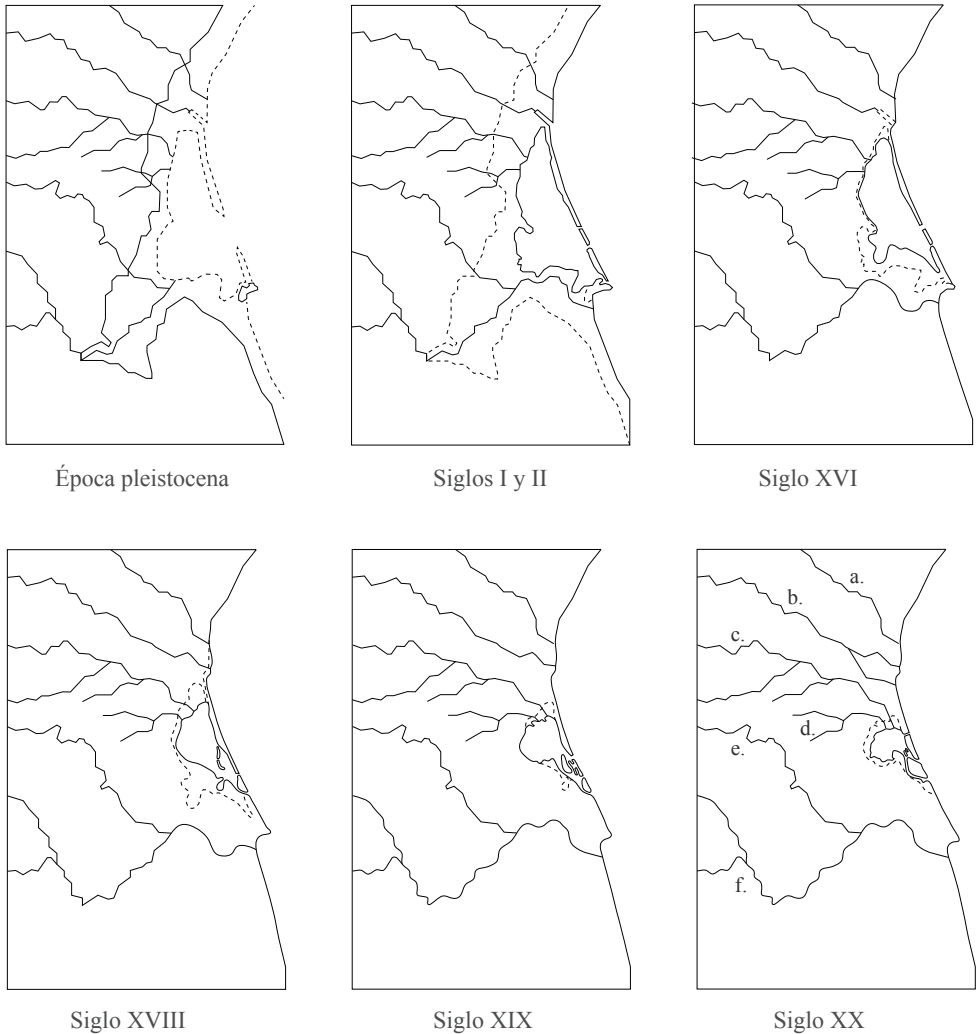 Época pleistocena
Siglos I y II
Siglo XVI
a.
b.
c.
d.
e.
f.
Siglo XVIII
Siglo XIX
Siglo XX